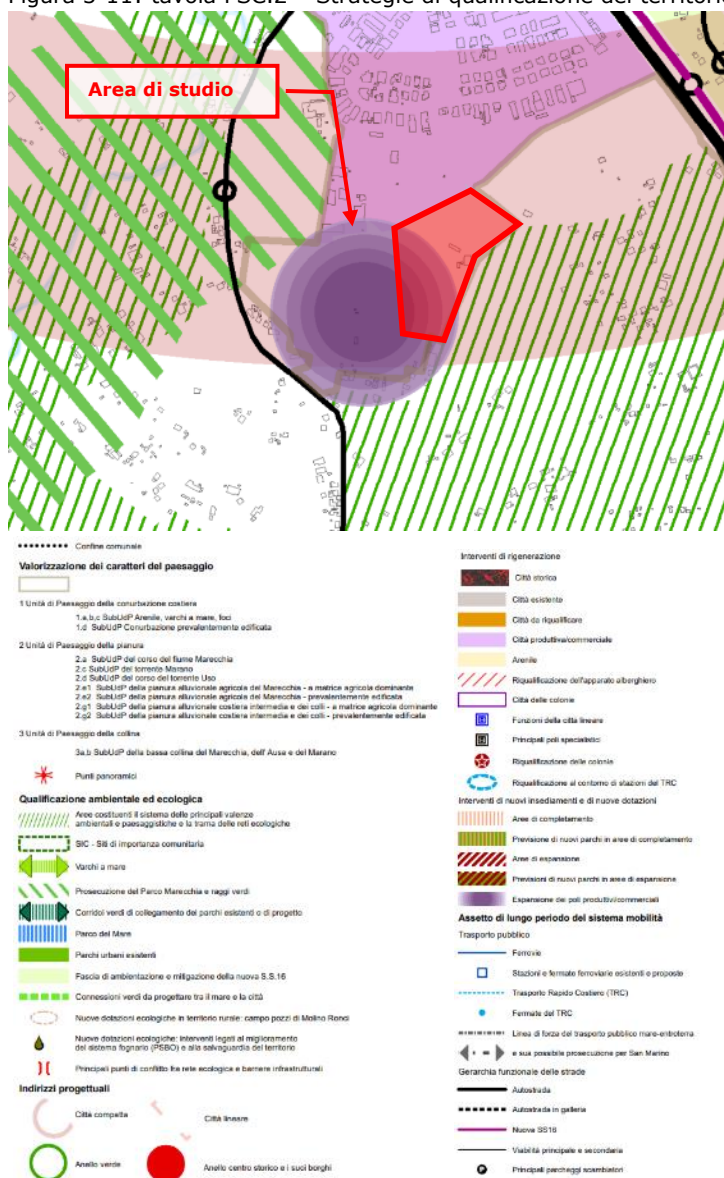 Figura 3-11: tavola PSC.2 – Strategie di qualificazione del territorio
Area di studio
Confine comunale
Valorizzazione dei caratteri del paesaggio
1 Unità di Paesaggio della conurbazione costiera
1.a,b,c SubUdP Arenile, varchi a mare, foci
1.d SubUdP Conurbazione prevalentemente edificata
2 Unità di Paesaggio della pianura
2.a SubUdP del corso del fiume Marecchia
2.c SubUdP del torrente Marano
2.d SubUdP del corso del torrente Uso
2.e1 SubUdP della pianura alluvionale agricola del Marecchia - a matrice agricola dominante
2.e2 SubUdP della pianura alluvionale agricola del Marecchia - prevalentemente edificata
2.g1 SubUdP della pianura alluvionale costiera intermedia e dei colli - a matrice agricola dominante
2.g2 SubUdP della pianura alluvionale costiera intermedia e dei colli - prevalentemente edificata
3 Unità di Paesaggio della collina
3a,b SubUdP della bassa collina del Marecchia, dell' Ausa e del Marano
Punti panoramici
Qualificazione ambientale ed ecologica
Aree costituenti il sistema delle principali valenze
ambientali e paesaggistiche e la trama delle reti ecologiche
SIC - Siti di importanza comunitaria
Varchi a mare
Prosecuzione del Parco Marecchia e raggi verdi
Corridoi verdi di collegamento dei parchi esistenti o di progetto
Parco del Mare
Parchi urbani esistenti
Fascia di ambientazione e mitigazione della nuova S.S.16
Connessioni verdi da progettare tra il mare e la città
Nuove dotazioni ecologiche in territorio rurale: campo pozzi di Molino Ronci
Nuove dotazioni ecologiche: interventi legati al miglioramento
del sistema fognario (PSBO) e alla salvaguardia del territorio
Principali punti di conflitto fra rete ecologica e barriere infrastrutturali
Indirizzi progettuali
Città compatta
Città lineare
Anello verde
Anello centro storico e i suoi borghi
Interventi di rigenerazione
Città storica
Città esistente
Città da riqualificare
Città produttiva/commerciale
Arenile
Riqualificazione dell'apparato alberghiero
Città delle colonie
Funzioni della città lineare
Principali poli specialistici
Riqualificazione delle colonie
Riqualificazione al contorno di stazioni del TRC
Interventi di nuovi insediamenti e di nuove dotazioni
Aree di completamento
Previsione di nuovi parchi in aree di completamento
Aree di espansione
Previsioni di nuovi parchi in aree di espansione
Espansione dei poli produttivi/commerciali
Assetto di lungo periodo del sistema mobilità
Trasporto pubblico
Ferrovie
Stazioni e fermate ferroviarie esistenti e proposte
Trasporto Rapido Costiero (TRC)
Fermate del TRC
Linea di forza del trasporto pubblico mare-entroterra
e sua possibile prosecuzione per San Marino
Gerarchia funzionale delle strade
Autostrada
Autostrada in galleria
Nuova SS16
Viabilità principale e secondaria
P Principali parcheggi scambiatori